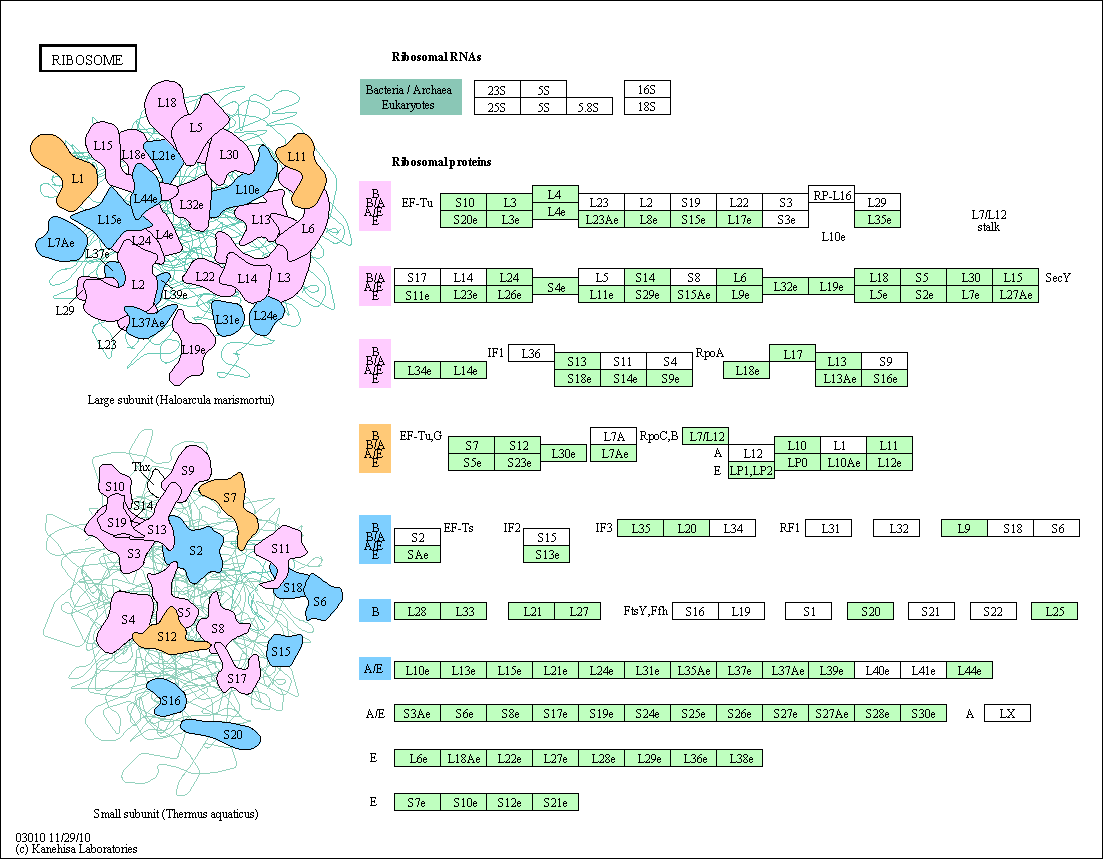 RIBOSOME
Ribosomal RNAs
Bacteria / Archaea 23S 5S 16S
Eukaryotes 25S 5S 5.8S 18S
L18
L5
L15
L18e
L21e
L30
L11
L1
L44e
L10e
L32e
L15e
L13
L6
L7Ae
L24
L4e
L37e
L2
L22
L14
L3
L39e
L29
L37Ae
L31e
L24e
L23
L19e
Large subunit (Haloarcula marismortui)
Thx
S9
S10
S7
S14
S19
S13
S3
S2
S11
S18
S6
S4
S5
S8
S12
S15
S17
S16
S20
Small subunit (Thermus aquaticus)
03010 11/29/10
(c) Kanehisa Laboratories
Ribosomal proteins
B
B/A
A/E
E
EF-Tu S10 L3 L4 L23 L2 S19 L22 S3 RP-L16 L29
S20e L3e L4e L23Ae L8e S15e L17e S3e L35e
L10e
L7/L12
stalk
B/A
A/E
E
S17 L14 L24 L5 S14 S8 L6 L18 S5 L30 L15 SecY
S4e L32e L19e
S11e L23e L26e L11e S29e S15Ae L9e L5e S2e L7e L27Ae
B
B/A
A/E
E
IF1 L36 RpoA L17
S13 S11 S4 L13 S9
L34e L14e L18e
S18e S14e S9e L13Ae S16e
B
B/A
A/E
E
EF-Tu,G L7A RpoC,B L7/L12
S7 S12 L10 L1 L11
L30e L7Ae A L12
S5e S23e LP0 L10Ae L12e
E LP1,LP2
B
B/A
A/E
E
EF-Ts IF2 IF3 L35 L20 L34 RF1 L31 L32 L9 S18 S6
S2 S15
SAe S13e
B L28 L33 L21 L27 FtsY,Ffh S16 L19 S1 S20 S21 S22 L25
A/E L10e L13e L15e L21e L24e L31e L35Ae L37e L37Ae L39e L40e L41e L44e
A/E S3Ae S6e S8e S17e S19e S24e S25e S26e S27e S27Ae S28e S30e A LX
E L6e L18Ae L22e L27e L28e L29e L36e L38e
E S7e S10e S12e S21e